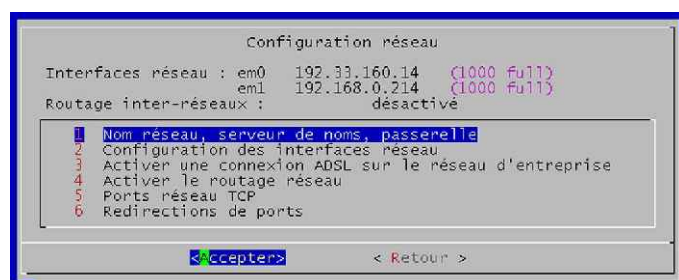 Configuration réseau
Interfaces réseau : em0 192.33.160.14 (1000 full)
em1 192.168.0.214 (1000 full)
Routage inter-réseaux : désactivé
1 Nom réseau, serveur de noms, passerelle
2 Configuration des interfaces réseau
3 Activer une connexion ADSL sur le réseau d'entreprise
4 Activer le routage réseau
5 Ports réseau TCP
6 Redirections de ports
<Accepter> < Retour >